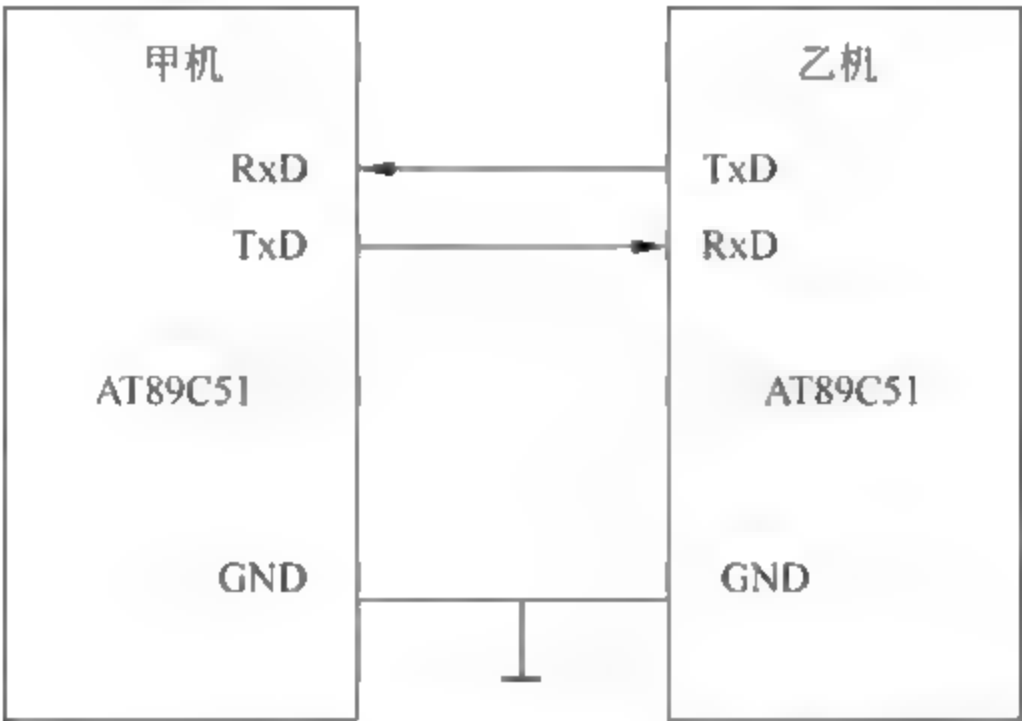 甲机 乙机
RxD TxD
TxD RxD
AT89C51 AT89C51
GND GND